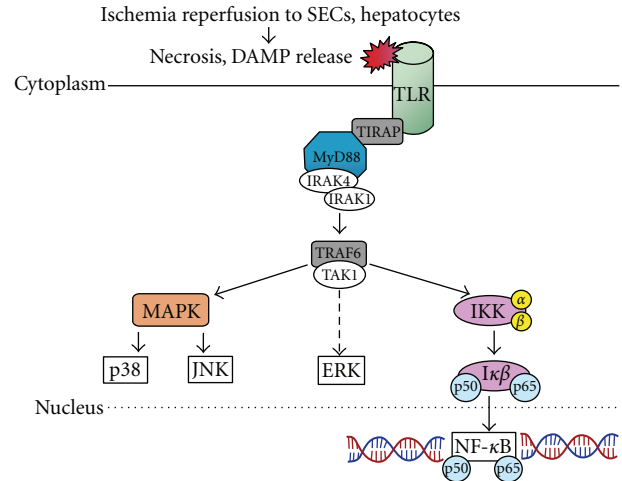 Ischemia reperfusion to SECs, hepatocytes
Necrosis, DAMP release
Cytoplasm
TLR
TIRAP
MyD88
IRAK4
IRAK1
TRAF6
TAK1
MAPK
IKK
α
β
p38
JNK
ERK
Iκβ
p50
p65
Nucleus
NF-κB
p50
p65